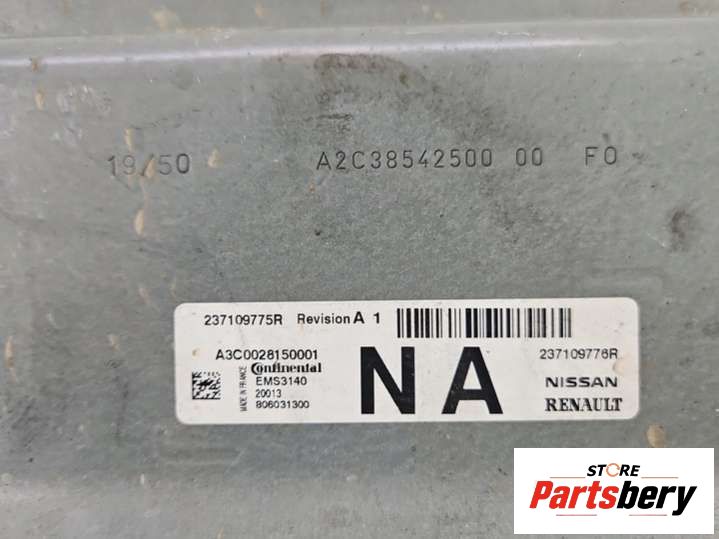 19/50 A2C38542500 00 F0
237109775R Revision A 1
A3C0028150001 NA 237109776R
Continental
MADE IN FRANCE
EMS3140 NISSAN
20013
806031300 RENAULT
STORE
Partsbery